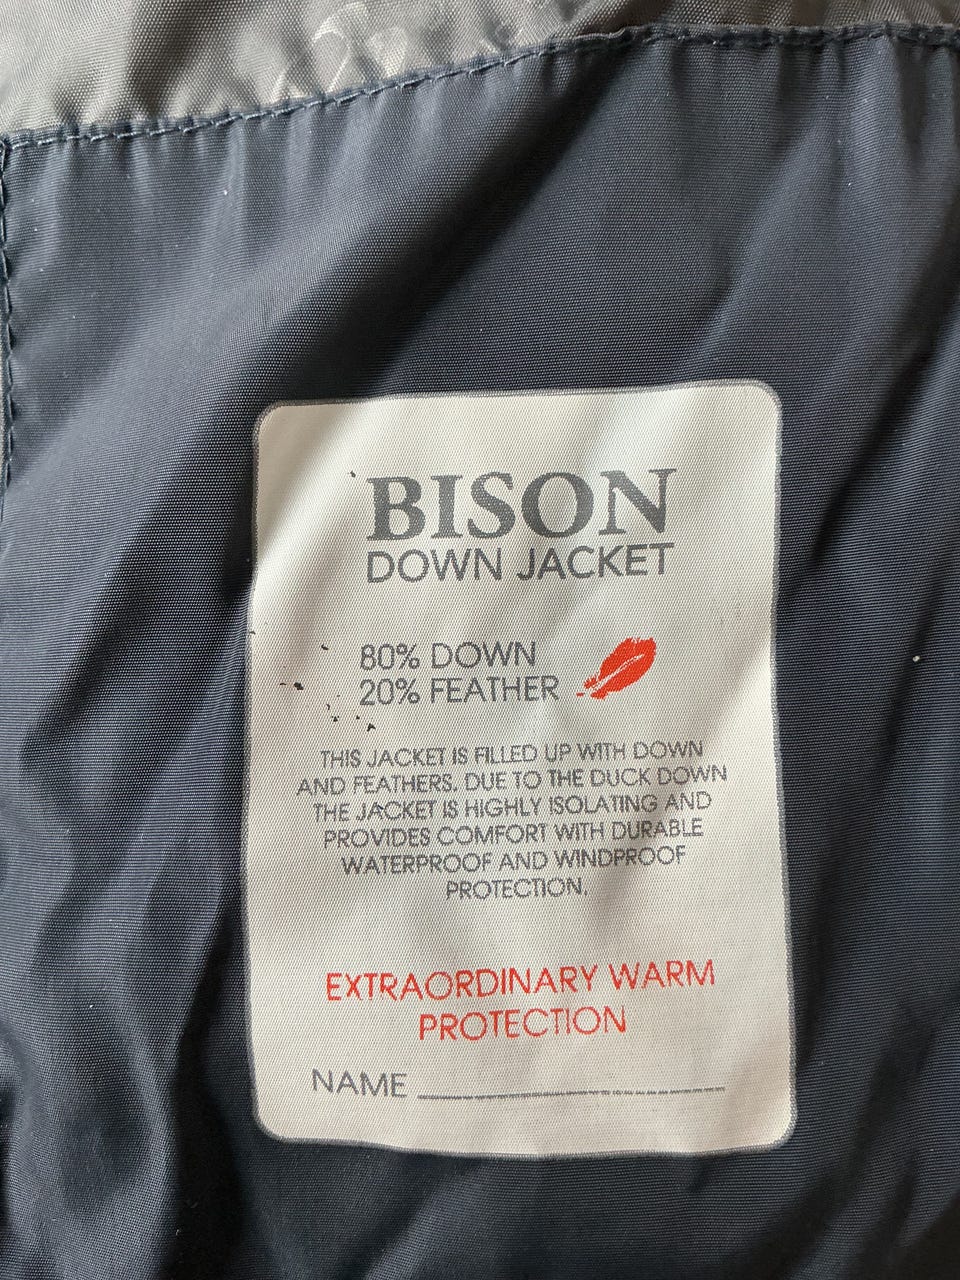 BISON
DOWN JACKET
80% DOWN
20% FEATHER
THIS JACKET IS FILLED UP WITH DOWN
AND FEATHERS. DUE TO THE DUCK DOWN
THE JACKET IS HIGHLY ISOLATING AND
PROVIDES COMFORT WITH DURABLE
WATERPROOF AND WINDPROOF
PROTECTION.
EXTRAORDINARY WARM
PROTECTION
NAME